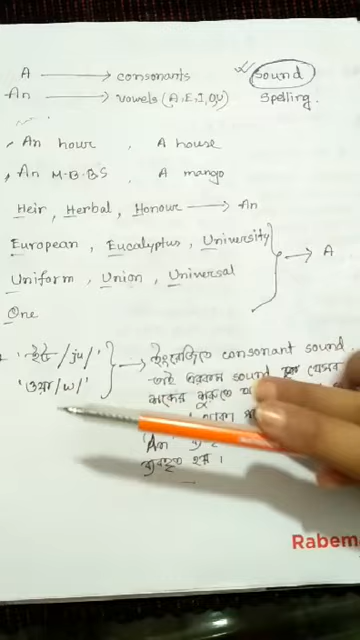 A → consonants sound
An → vowels (A, E, I, O, U) spelling.
An hour, A house
An M.B.BS, A mango
Heir, Herbal, Honour → An
European, Eucalyptus, University
Uniform, Union, Universal → A
One
'ইউ /ju/' → ইংরেজিতে consonant sound
'ওয়া /w/' তাই এরকম sound
'An'
ব্যবহৃত হয়।
Rabem